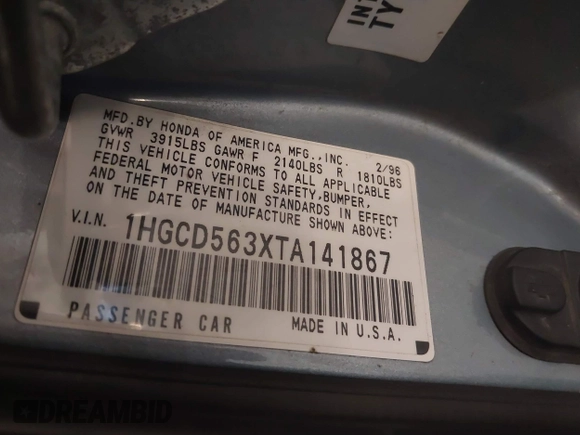 INT
TY
MFD.BY HONDA OF AMERICA MFG.,INC. 2/96
GVWR 3915LBS GAWR F 2140LBS R 1810LBS
THIS VEHICLE CONFORMS TO ALL APPLICABLE
FEDERAL MOTOR VEHICLE SAFETY,BUMPER,
AND THEFT PREVENTION STANDARDS IN EFFECT
ON THE DATE OF MANUFACTURE SHOWN ABOVE:
V.I.N. 1HGCD563XTA141867
PASSENGER CAR MADE IN U.S.A.
DREAMBID